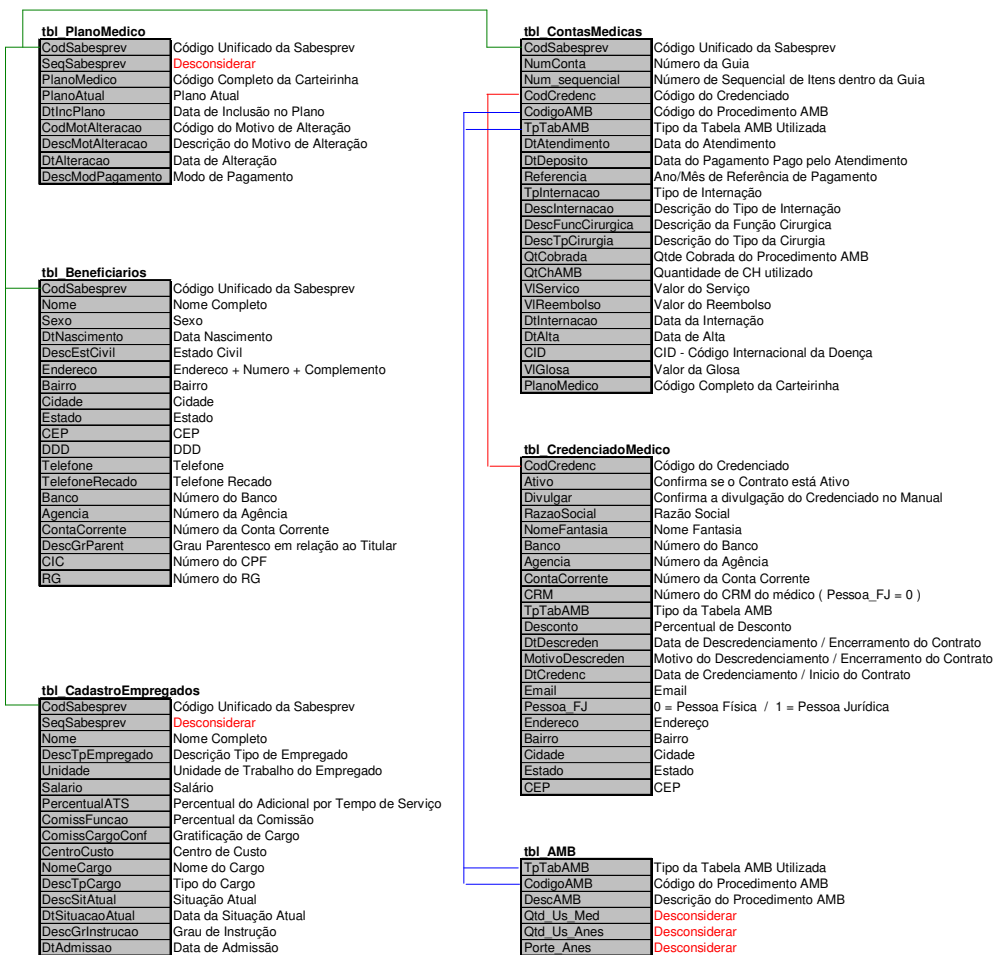 tbl_PlanoMedico
CodSabesprev Código Unificado da Sabesprev
SeqSabesprev Desconsiderar
PlanoMedico Código Completo da Carteirinha
PlanoAtual Plano Atual
DtIncPlano Data de Inclusão no Plano
CodMotAlteracao Código do Motivo de Alteração
DescMotAlteracao Descrição do Motivo de Alteração
DtAlteracao Data de Alteração
DescModPagamento Modo de Pagamento
tbl_Beneficiarios
CodSabesprev Código Unificado da Sabesprev
Nome Nome Completo
Sexo Sexo
DtNascimento Data Nascimento
DescEstCivil Estado Civil
Endereco Endereco + Numero + Complemento
Bairro Bairro
Cidade Cidade
Estado Estado
CEP CEP
DDD DDD
Telefone Telefone
TelefoneRecado Telefone Recado
Banco Número do Banco
Agencia Número da Agência
ContaCorrente Número da Conta Corrente
DescGrParent Grau Parentesco em relação ao Titular
CIC Número do CPF
RG Número do RG
tbl_CadastroEmpregados
CodSabesprev Código Unificado da Sabesprev
SeqSabesprev Desconsiderar
Nome Nome Completo
DescTpEmpregado Descrição Tipo de Empregado
Unidade Unidade de Trabalho do Empregado
Salario Salário
PercentualATS Percentual do Adicional por Tempo de Serviço
ComissFuncao Percentual da Comissão
ComissCargoConf Gratificação de Cargo
CentroCusto Centro de Custo
NomeCargo Nome do Cargo
DescTpCargo Tipo do Cargo
DescSitAtual Situação Atual
DtSituacaoAtual Data da Situação Atual
DescGrInstrucao Grau de Instrução
DtAdmissao Data de Admissão
tbl_ContasMedicas
CodSabesprev Código Unificado da Sabesprev
NumConta Número da Guia
Num_sequencial Número de Sequencial de Itens dentro da Guia
CodCredenc Código do Credenciado
CodigoAMB Código do Procedimento AMB
TpTabAMB Tipo da Tabela AMB Utilizada
DtAtendimento Data do Atendimento
DtDeposito Data do Pagamento Pago pelo Atendimento
Referencia Ano/Mês de Referência de Pagamento
TpInternacao Tipo de Internação
DescInternacao Descrição do Tipo de Internação
DescFuncCirurgica Descrição da Função Cirurgica
DescTpCirurgia Descrição do Tipo da Cirurgia
QtCobrada Qtde Cobrada do Procedimento AMB
QtChAMB Quantidade de CH utilizado
VlServico Valor do Serviço
VlReembolso Valor do Reembolso
DtInternacao Data da Internação
DtAlta Data de Alta
CID CID - Código Internacional da Doença
VlGlosa Valor da Glosa
PlanoMedico Código Completo da Carteirinha
tbl_CredenciadoMedico
CodCredenc Código do Credenciado
Ativo Confirma se o Contrato está Ativo
Divulgar Confirma a divulgação do Credenciado no Manual
RazaoSocial Razão Social
NomeFantasia Nome Fantasia
Banco Número do Banco
Agencia Número da Agência
ContaCorrente Número da Conta Corrente
CRM Número do CRM do médico ( Pessoa_FJ = 0 )
TpTabAMB Tipo da Tabela AMB
Desconto Percentual de Desconto
DtDescreden Data de Descredenciamento / Encerramento do Contrato
MotivoDescreden Motivo do Descredenciamento / Encerramento do Contrato
DtCredenc Data de Credenciamento / Inicio do Contrato
Email Email
Pessoa_FJ 0 = Pessoa Física / 1 = Pessoa Jurídica
Endereco Endereço
Bairro Bairro
Cidade Cidade
Estado Estado
CEP CEP
tbl_AMB
TpTabAMB Tipo da Tabela AMB Utilizada
CodigoAMB Código do Procedimento AMB
DescAMB Descrição do Procedimento AMB
Qtd_Us_Med Desconsiderar
Qtd_Us_Anes Desconsiderar
Porte_Anes Desconsiderar